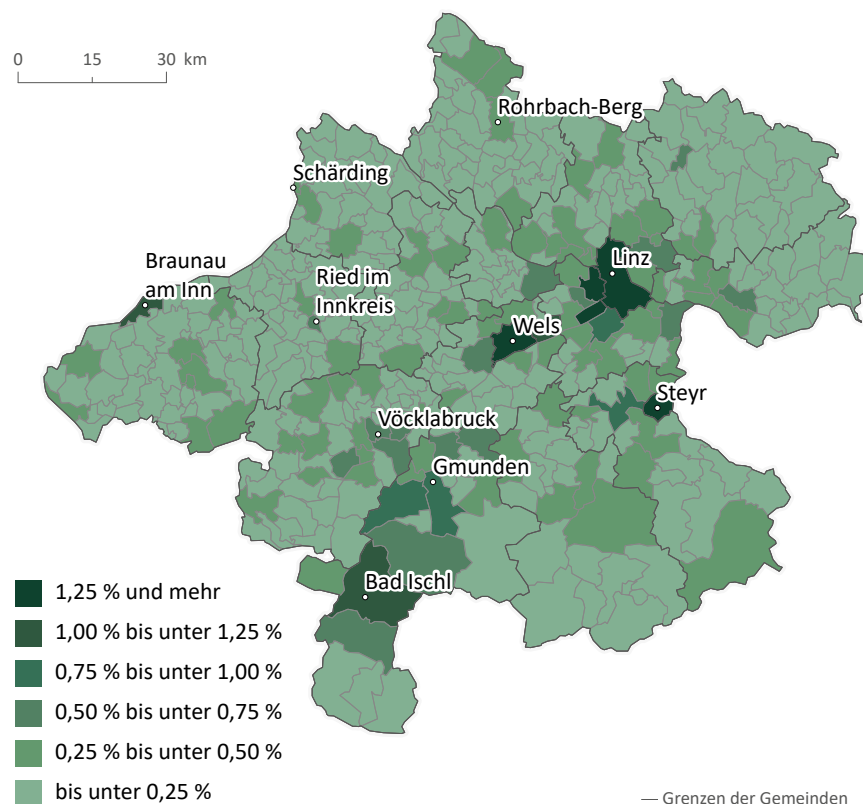 0 15 30 km
Rohrbach-Berg
Schärding
Linz
Braunau
am Inn
Ried im
Innkreis
Wels
Steyr
Vöcklabruck
Gmunden
Bad Ischl
1,25 % und mehr
1,00 % bis unter 1,25 %
0,75 % bis unter 1,00 %
0,50 % bis unter 0,75 %
0,25 % bis unter 0,50 %
bis unter 0,25 %
— Grenzen der Gemeinden